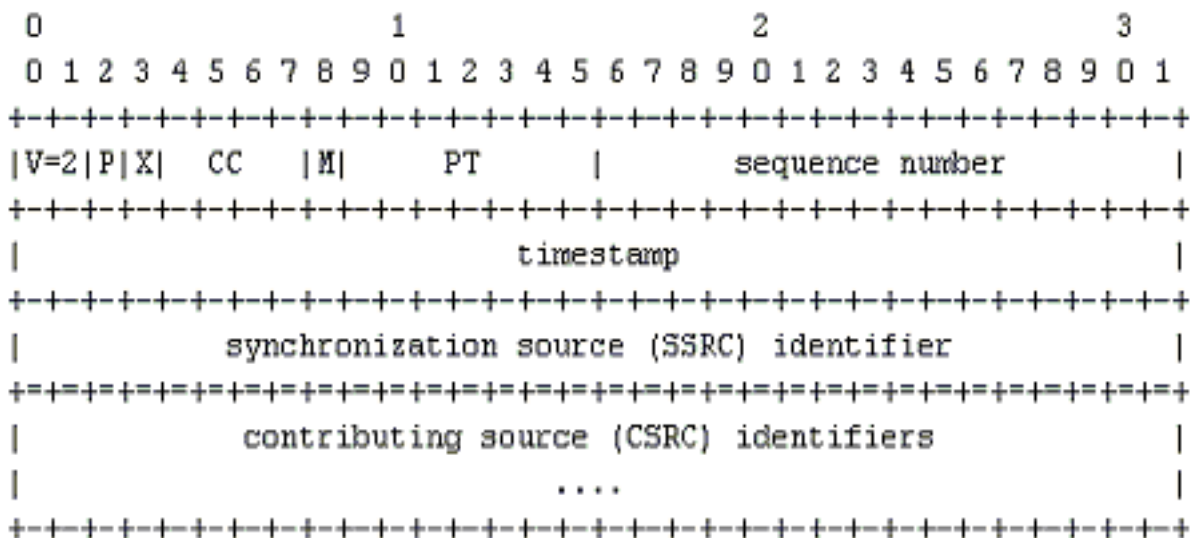 0                   1                   2                   3
0 1 2 3 4 5 6 7 8 9 0 1 2 3 4 5 6 7 8 9 0 1 2 3 4 5 6 7 8 9 0 1
+-+-+-+-+-+-+-+-+-+-+-+-+-+-+-+-+-+-+-+-+-+-+-+-+-+-+-+-+-+-+-+-+
|V=2|P|X|  CC   |M|     PT      |       sequence number         |
+-+-+-+-+-+-+-+-+-+-+-+-+-+-+-+-+-+-+-+-+-+-+-+-+-+-+-+-+-+-+-+-+
|                           timestamp                           |
+-+-+-+-+-+-+-+-+-+-+-+-+-+-+-+-+-+-+-+-+-+-+-+-+-+-+-+-+-+-+-+-+
|           synchronization source (SSRC) identifier            |
+=+=+=+=+=+=+=+=+=+=+=+=+=+=+=+=+=+=+=+=+=+=+=+=+=+=+=+=+=+=+=+=+
|            contributing source (CSRC) identifiers             |
|                             ....                              |
+-+-+-+-+-+-+-+-+-+-+-+-+-+-+-+-+-+-+-+-+-+-+-+-+-+-+-+-+-+-+-+-+